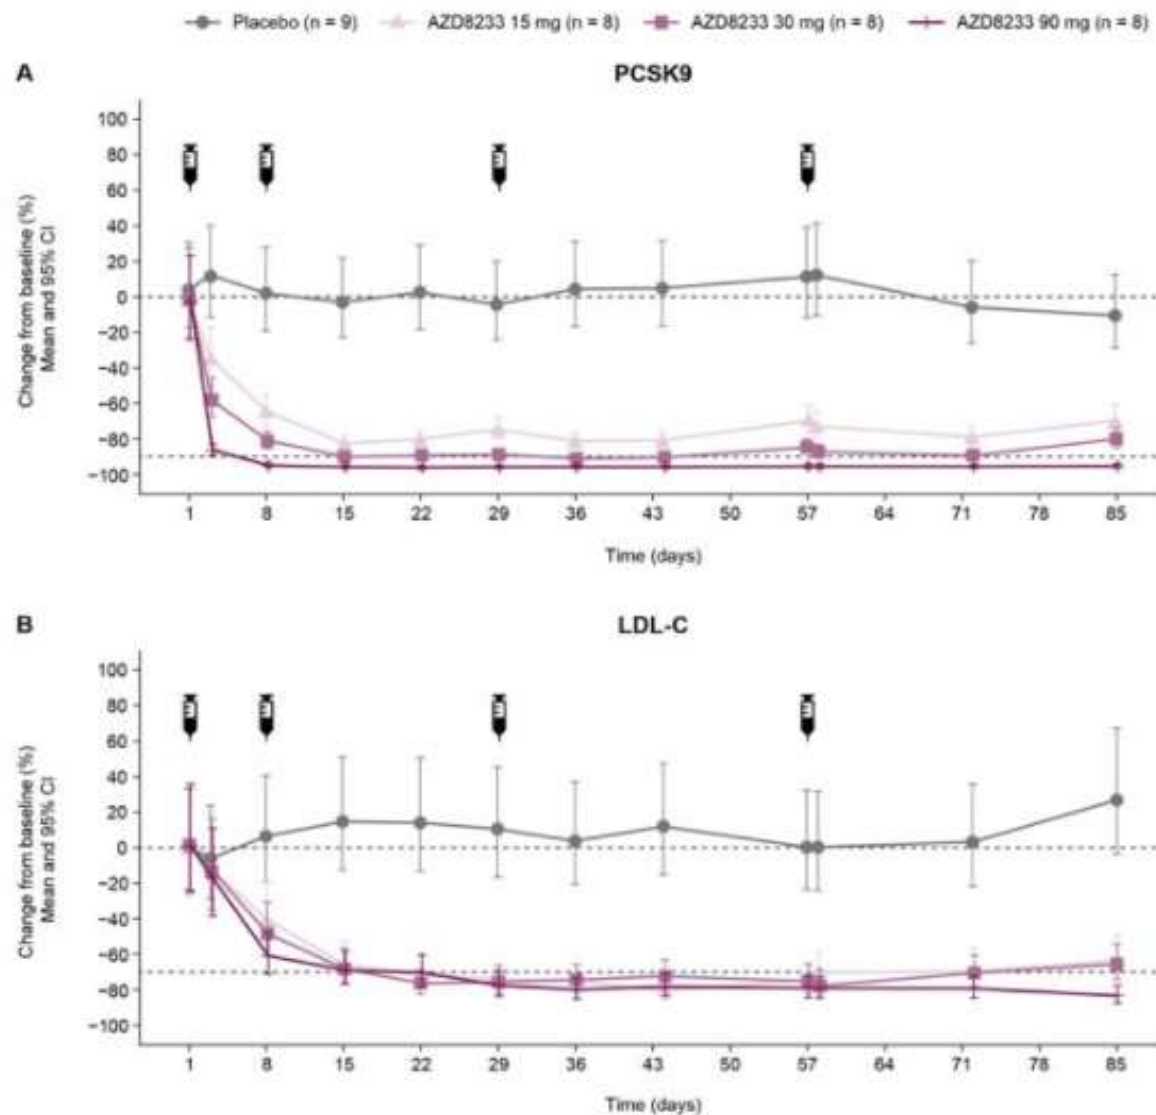 Placebo (n = 9) AZD8233 15 mg (n = 8) AZD8233 30 mg (n = 8) AZD8233 90 mg (n = 8)
A
PCSK9
Change from baseline (%)
Mean and 95% CI
100
80
60
40
20
0
−20
−40
−60
−80
−100
1 8 15 22 29 36 43 50 57 64 71 78 85
Time (days)
B
LDL-C
Change from baseline (%)
Mean and 95% CI
100
80
60
40
20
0
−20
−40
−60
−80
−100
1 8 15 22 29 36 43 50 57 64 71 78 85
Time (days)